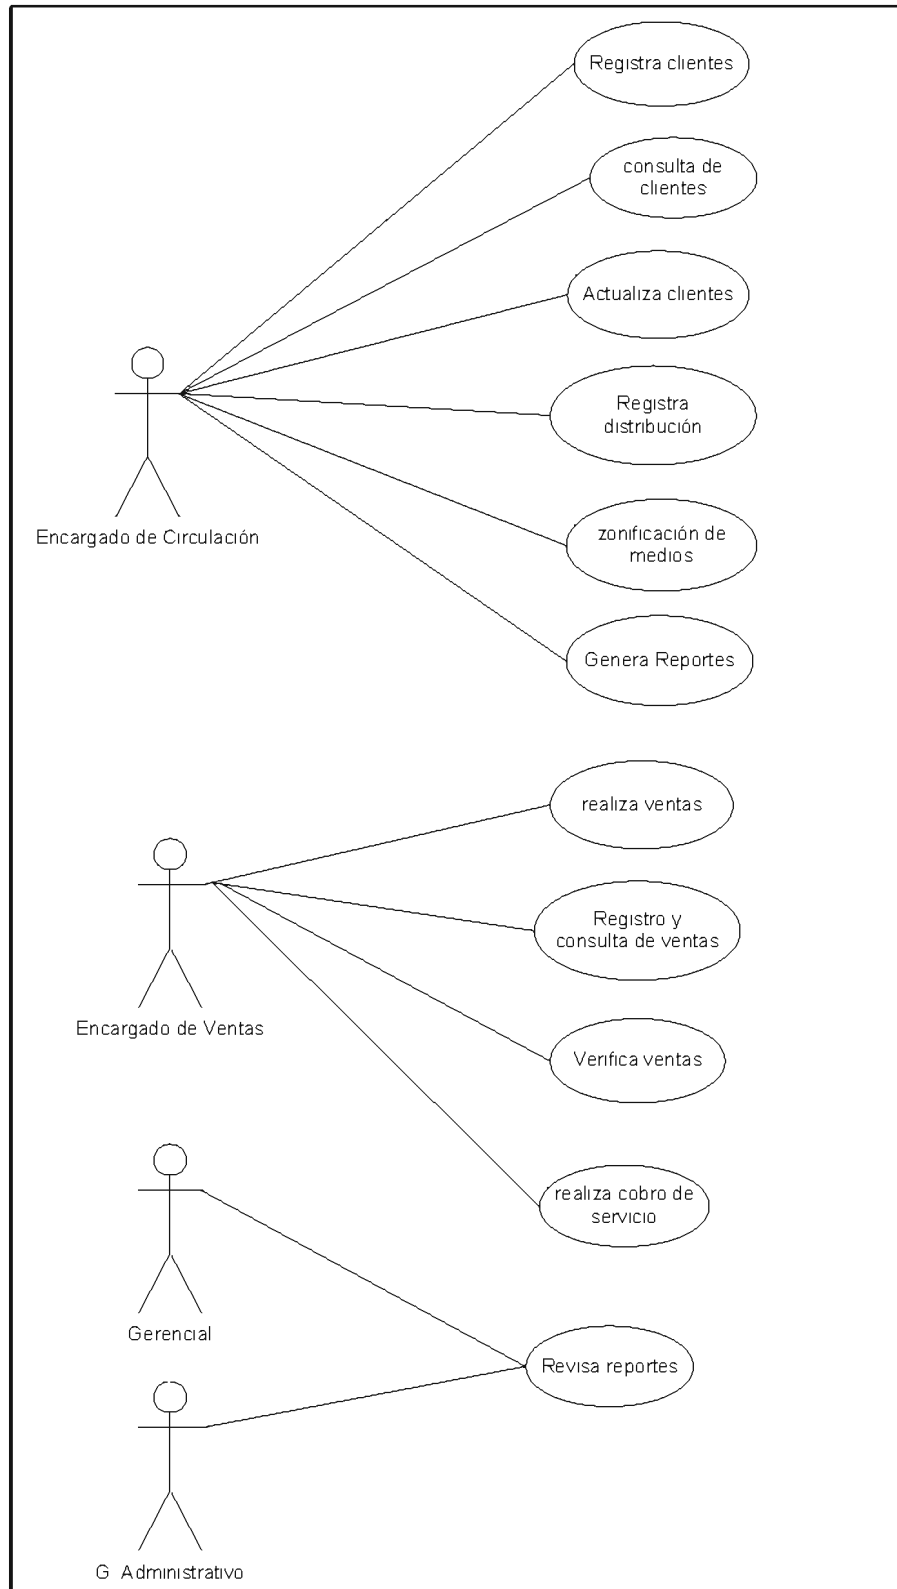 Registra clientes
consulta de
clientes
Actualiza clientes
Registra
distribución
Encargado de Circulación
zonificación de
medios
Genera Reportes
realiza ventas
Registro y
consulta de ventas
Encargado de Ventas
Verifica ventas
realiza cobro de
servicio
Gerencial
Revisa reportes
G Administrativo